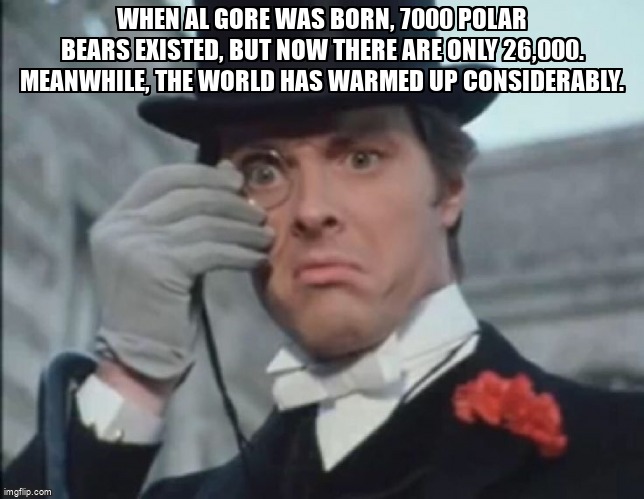 WHEN AL GORE WAS BORN, 7000 POLAR
BEARS EXISTED, BUT NOW THERE ARE ONLY 26,000.
MEANWHILE, THE WORLD HAS WARMED UP CONSIDERABLY.
imgflip.com